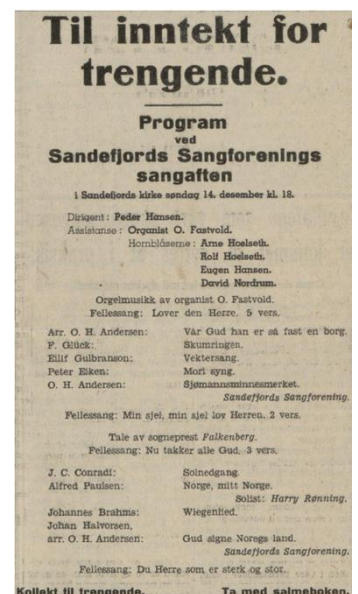 Til inntekt for
trengende.
Program
ved
Sandefjords Sangforenings
sangaften
i Sandefjords kirke søndag 14. desember kl. 18.
Dirigent: Peder Hansen.
Assistanse: Organist O. Fastvold.
Hornblåserne: Arne Hoelseth.
Rolf Hoelseth.
Eugen Hansen.
David Nordrum.
Orgelmusikk av organist O. Fastvold.
Fellessang: Lover den Herre. 5 vers.
Arr. O. H. Andersen: Vår Gud han er så fast en borg.
F. Glück: Skumringen.
Eilif Gulbranson: Vektersang.
Peter Eiken: Mori syng.
O. H. Andersen: Sjømannsminnesmerket.
Sandefjords Sangforening.
Fellessang: Min sjel, min sjel lov Herren. 2 vers.
Tale av sogneprest Falkenberg.
Fellessang: Nu takker alle Gud. 3 vers.
J. C. Conradi: Solnedgang.
Alfred Paulsen: Norge, mitt Norge.
Solist: Harry Rønning.
Johannes Brahms: Wiegenlied.
Johan Halvorsen,
arr. O. H. Andersen: Gud signe Noregs land.
Sandefjords Sangforening.
Fellessang: Du Herre som er sterk og stor.
Kollekt til trengende. Ta med salmeboken.